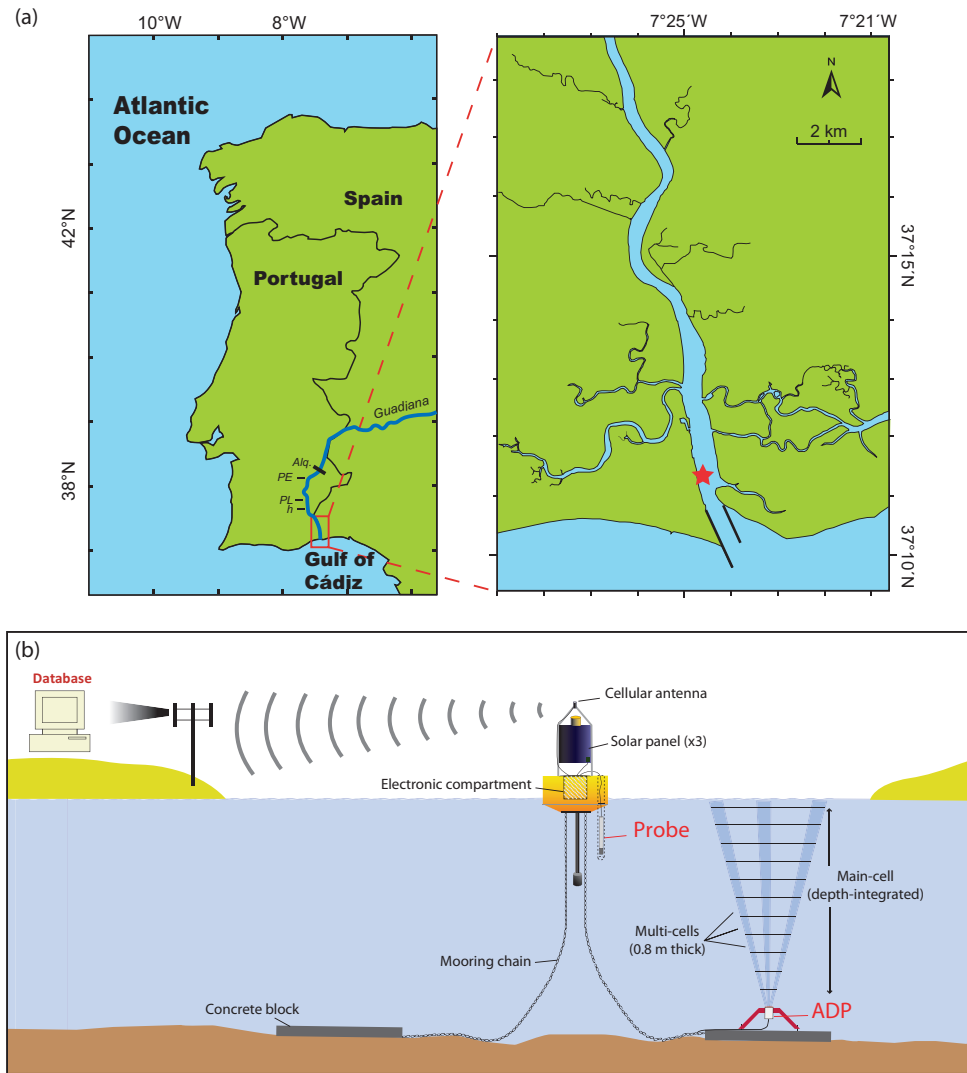 (a)
10°W
8°W
7°25'W
7°21'W
Atlantic
Ocean
N
2 km
Spain
42°N
Portugal
37°15'N
Guadiana
Alq.
PE
38°N
PL
h
Gulf of
Cádiz
37°10'N
(b)
Database
Cellular antenna
Solar panel (x3)
Electronic compartment
Probe
Main-cell
(depth-integrated)
Multi-cells
(0.8 m thick)
Mooring chain
Concrete block
ADP